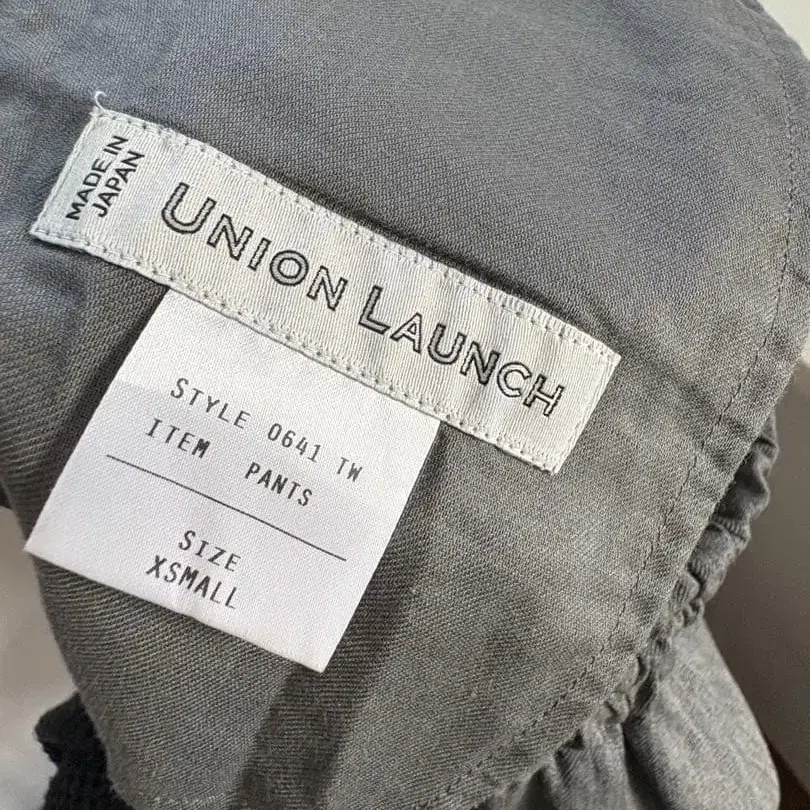 MADE IN
JAPAN
UNION LAUNCH
STYLE 0641 TW
ITEM PANTS
SIZE
XSMALL